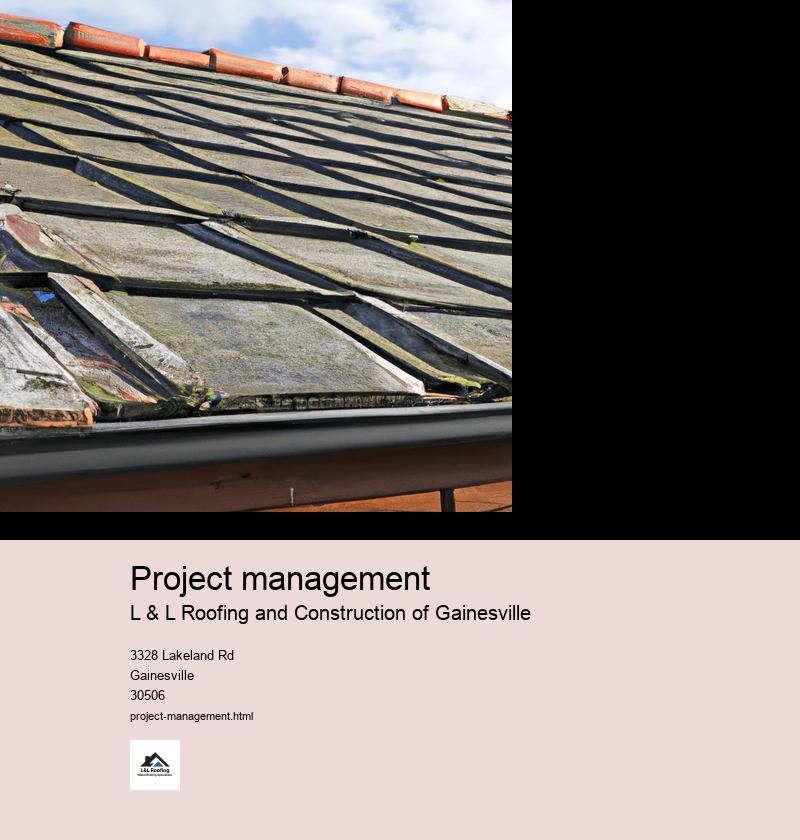 Project management
L & L Roofing and Construction of Gainesville
3328 Lakeland Rd
Gainesville
30506
project-management.html
L&L Roofing